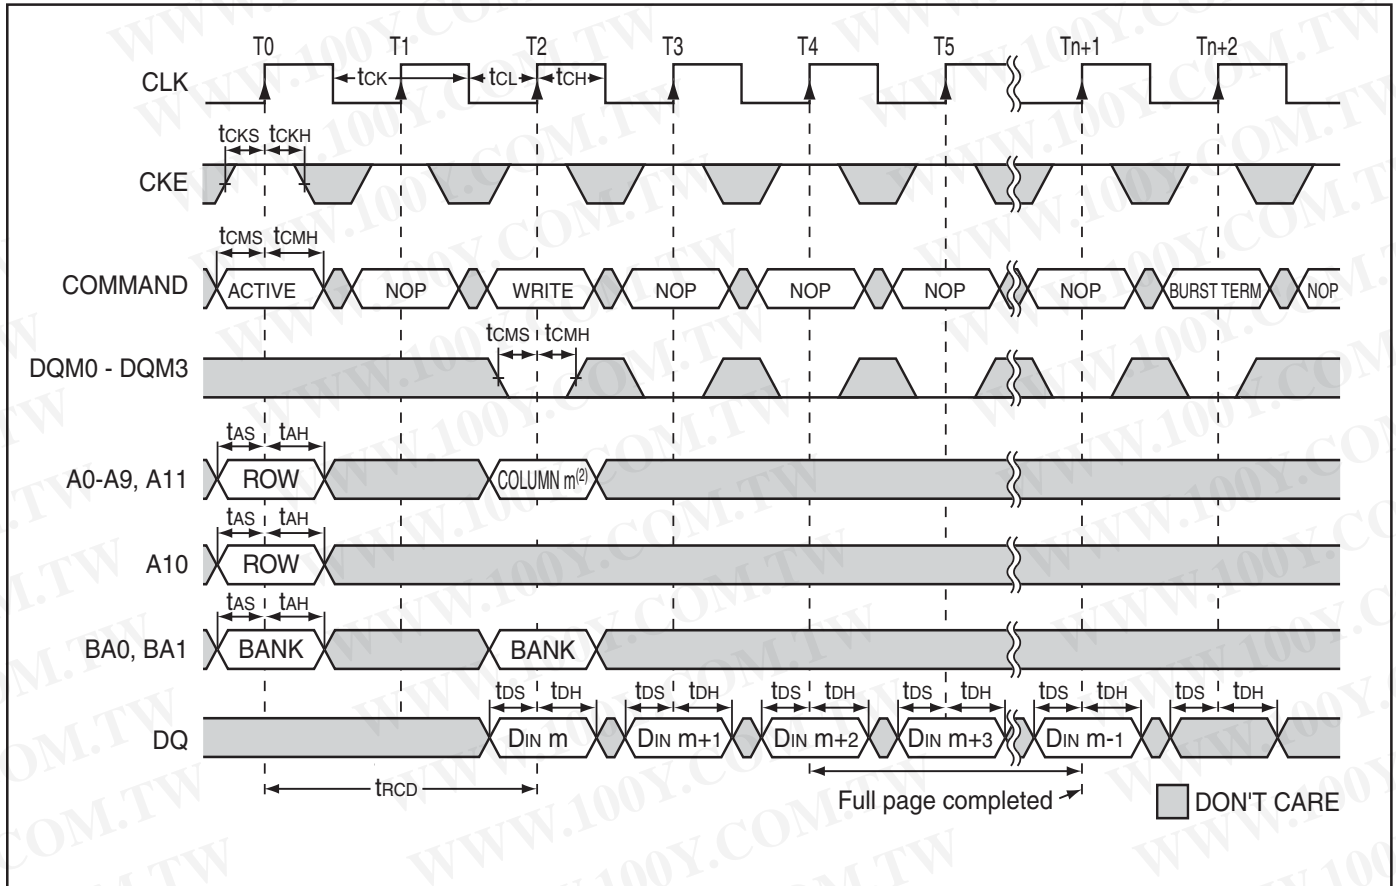 T0 T1 T2 T3 T4 T5 Tn+1 Tn+2
CLK
tCK tCL tCH
tCKS tCKH
CKE
tCMS tCMH
COMMAND ACTIVE NOP WRITE NOP NOP NOP NOP BURST TERM NOP
tCMS tCMH
DQM0 - DQM3
tAS tAH
A0-A9, A11 ROW COLUMN m(2)
tAS tAH
A10 ROW
tAS tAH
BA0, BA1 BANK BANK
tDS tDH tDS tDH tDS tDH tDS tDH tDS tDH tDS tDH
DQ DIN m DIN m+1 DIN m+2 DIN m+3 DIN m-1
tRCD
Full page completed
DON'T CARE
WWW.100Y.COM.TW